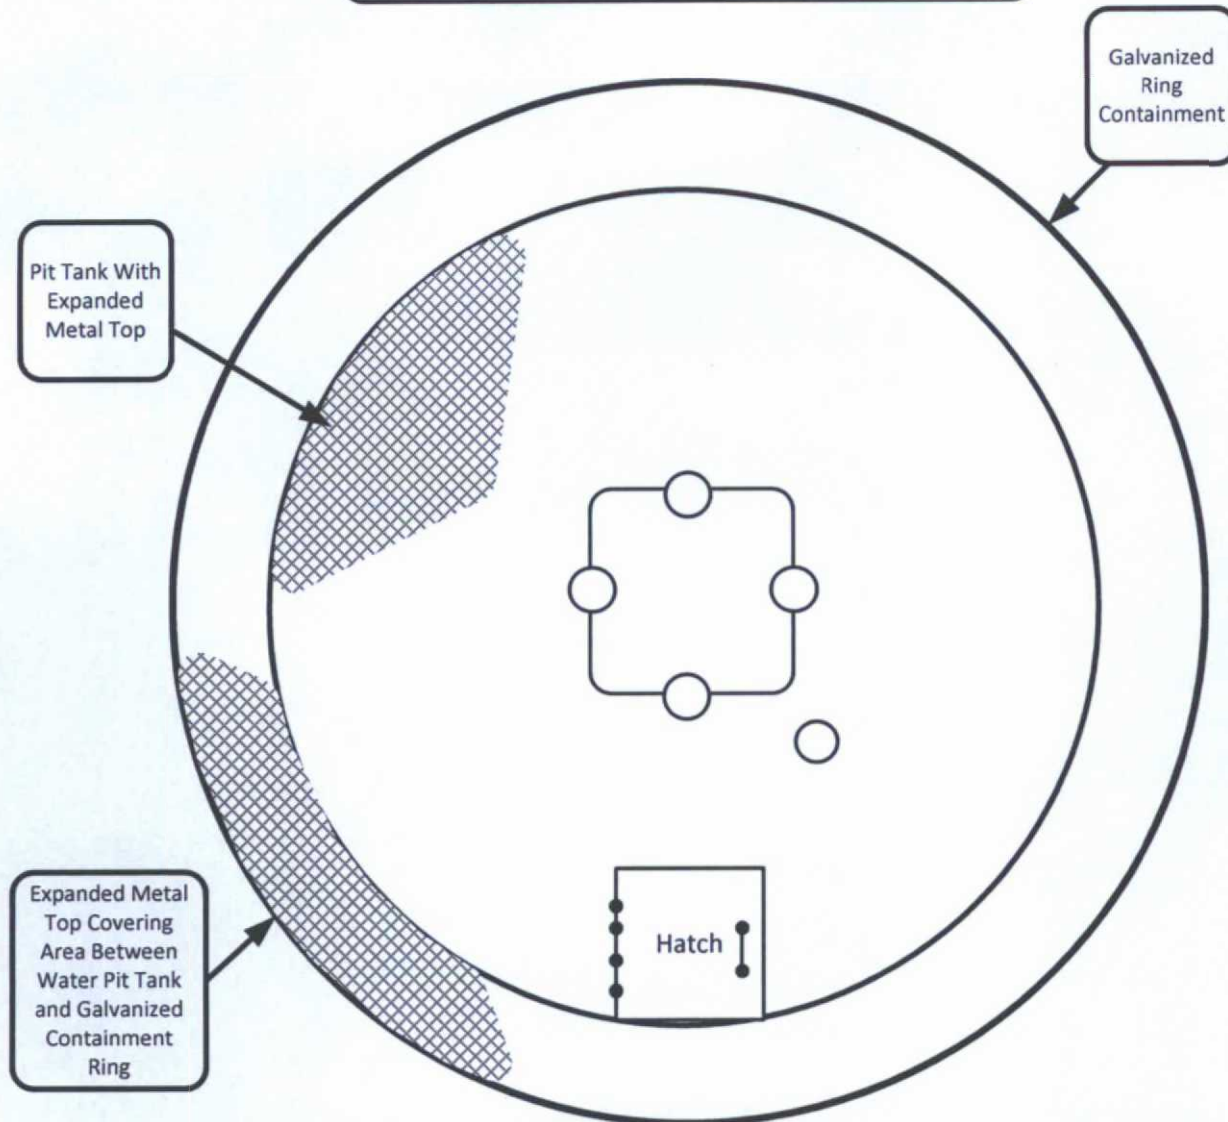 Galvanized
Ring
Containment
Pit Tank With
Expanded
Metal Top
Expanded Metal
Top Covering
Area Between
Water Pit Tank
and Galvanized
Containment
Ring
Hatch